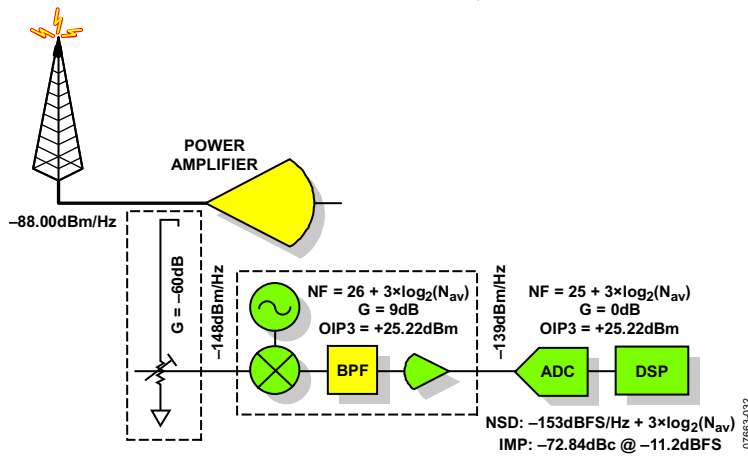 POWER
AMPLIFIER
–88.00dBm/Hz
G = –60dB
–148dBm/Hz
NF = 26 + 3×log2(Nav)
G = 9dB
OIP3 = +25.22dBm
–139dBm/Hz
NF = 25 + 3×log2(Nav)
G = 0dB
OIP3 = +25.22dBm
BPF
ADC
DSP
NSD: –153dBFS/Hz + 3×log2(Nav)
IMP: –72.84dBc @ –11.2dBFS
07663-032